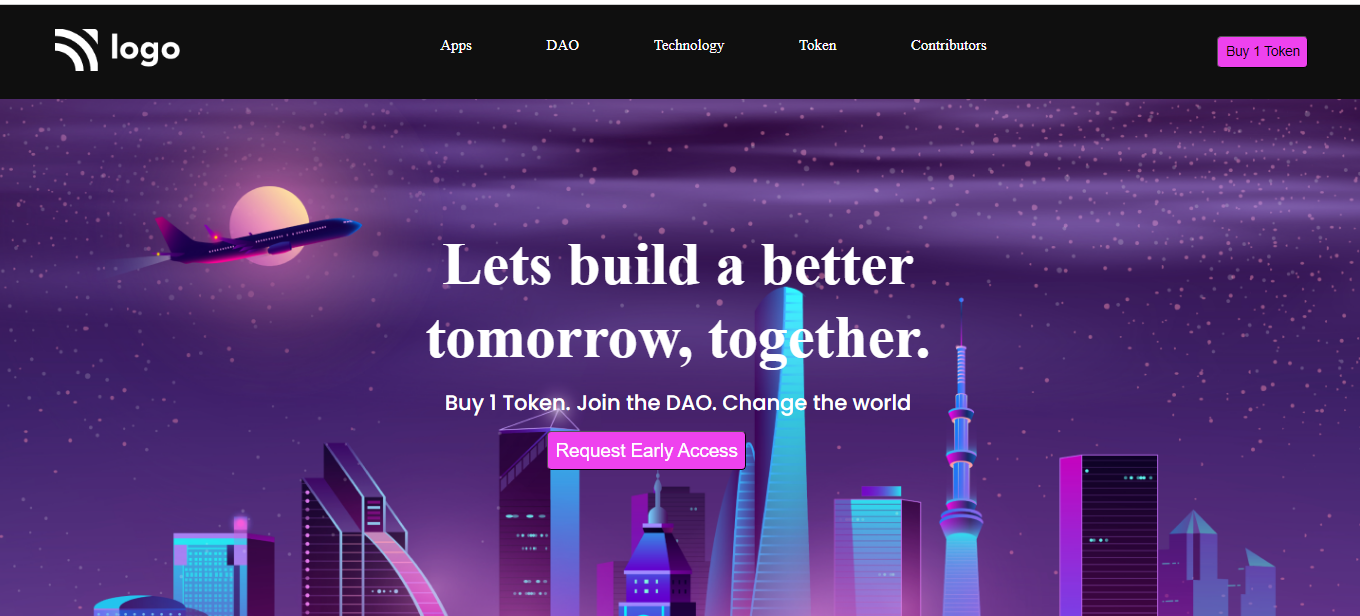 logo
Apps
DAO
Technology
Token
Contributors
Buy 1 Token
Lets build a better
tomorrow, together.
Buy 1 Token. Join the DAO. Change the world
Request Early Access